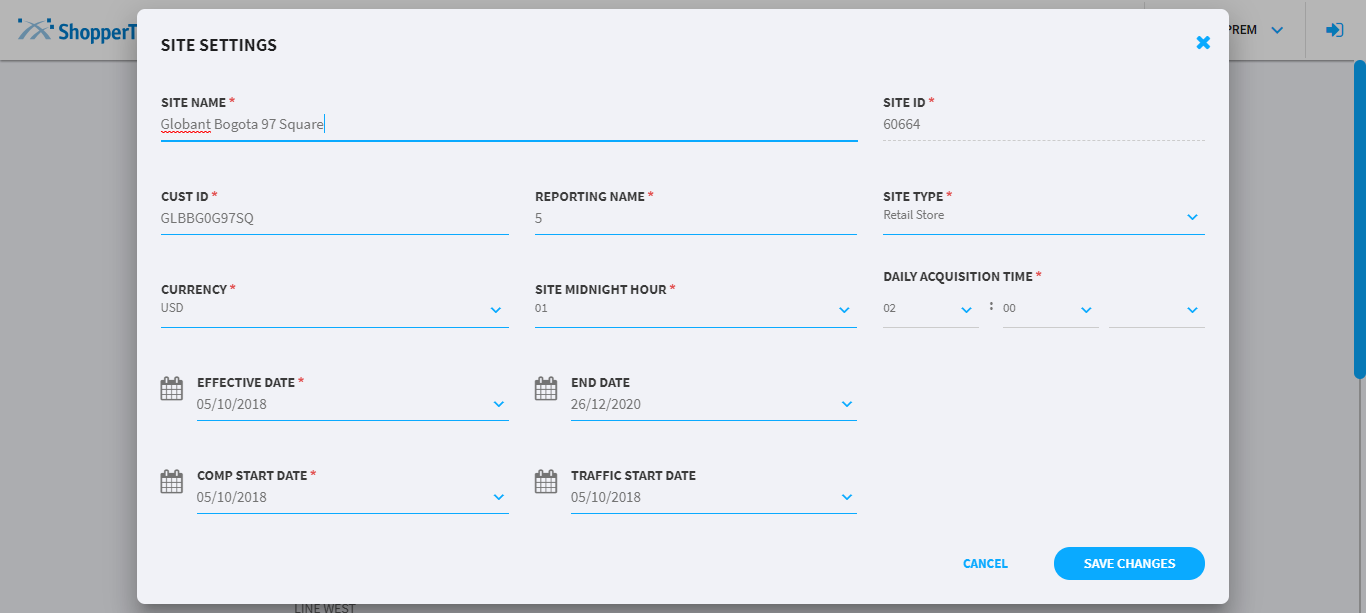 ShopperT
PREM
SITE SETTINGS
SITE NAME *
Globant Bogota 97 Square
SITE ID *
60664
CUST ID *
GLBBG0G97SQ
REPORTING NAME *
5
SITE TYPE *
Retail Store
CURRENCY *
USD
SITE MIDNIGHT HOUR *
01
DAILY ACQUISITION TIME *
02 : 00
EFFECTIVE DATE *
05/10/2018
END DATE
26/12/2020
COMP START DATE *
05/10/2018
TRAFFIC START DATE
05/10/2018
CANCEL
SAVE CHANGES
LINE WEST